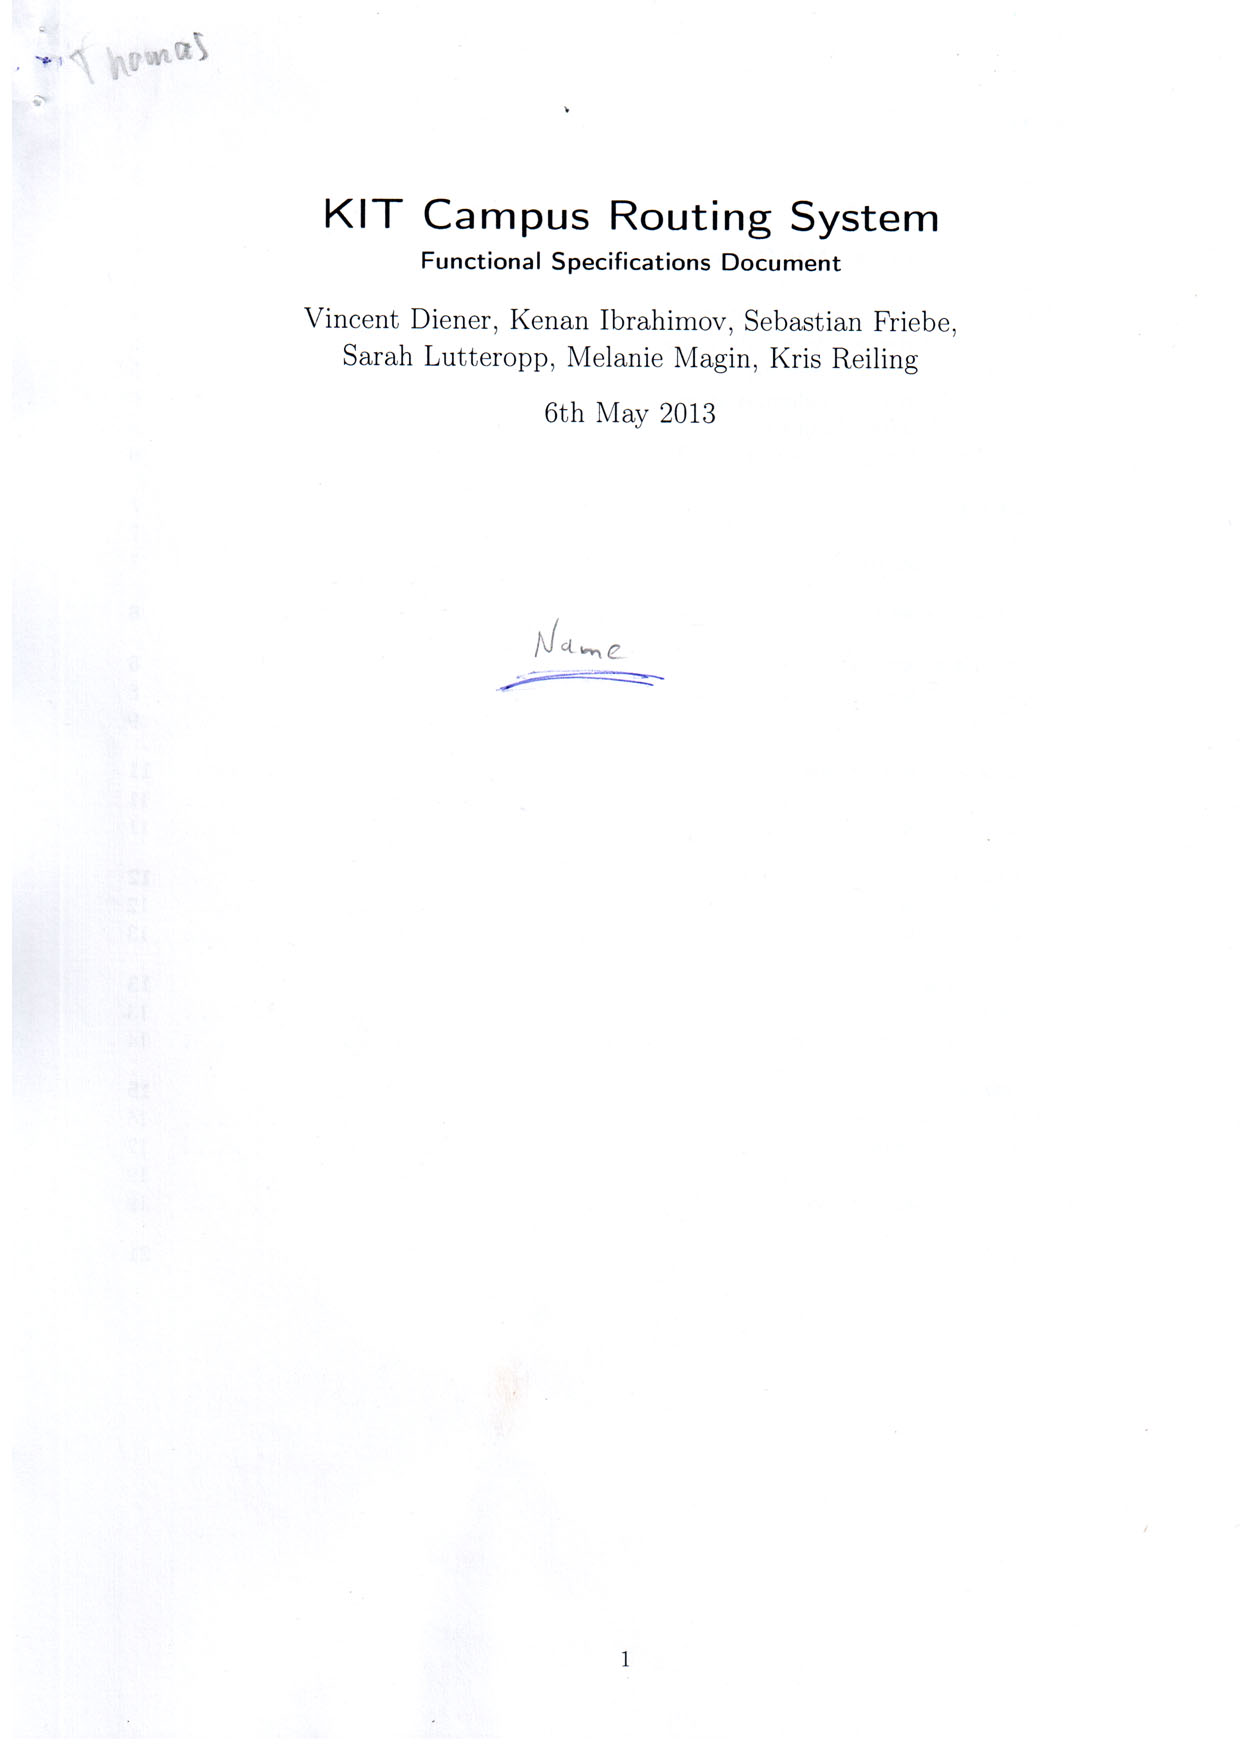 Thomas
KIT Campus Routing System
Functional Specifications Document
Vincent Diener, Kenan Ibrahimov, Sebastian Friebe,
Sarah Lutteropp, Melanie Magin, Kris Reiling
6th May 2013
Name
1